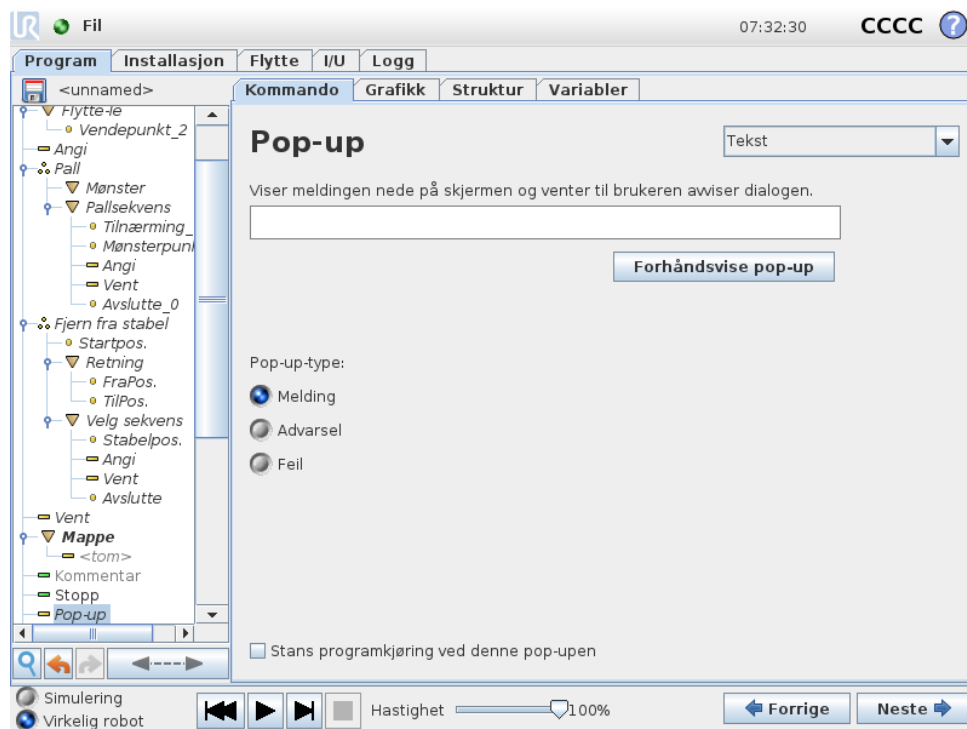 UR Fil 07:32:30 CCCC ?
Program Installasjon Flytte I/U Logg
<unnamed>
Kommando Grafikk Struktur Variabler
Flytte-le
Vendepunkt_2
Angi
Pall
Mønster
Pallsekvens
Tilnærming_
Mønsterpunl
Angi
Vent
Avslutte_0
Fjern fra stabel
Startpos.
Retning
FraPos.
TilPos.
Velg sekvens
Stabelpos.
Angi
Vent
Avslutte
Vent
Mappe
<tom>
Kommentar
Stopp
Pop-up
Pop-up
Tekst
Viser meldingen nede på skjermen og venter til brukeren avviser dialogen.
Forhåndsvise pop-up
Pop-up-type:
Melding
Advarsel
Feil
Stans programkjøring ved denne pop-upen
Simulering
Virkelig robot
Hastighet 100%
Forrige Neste